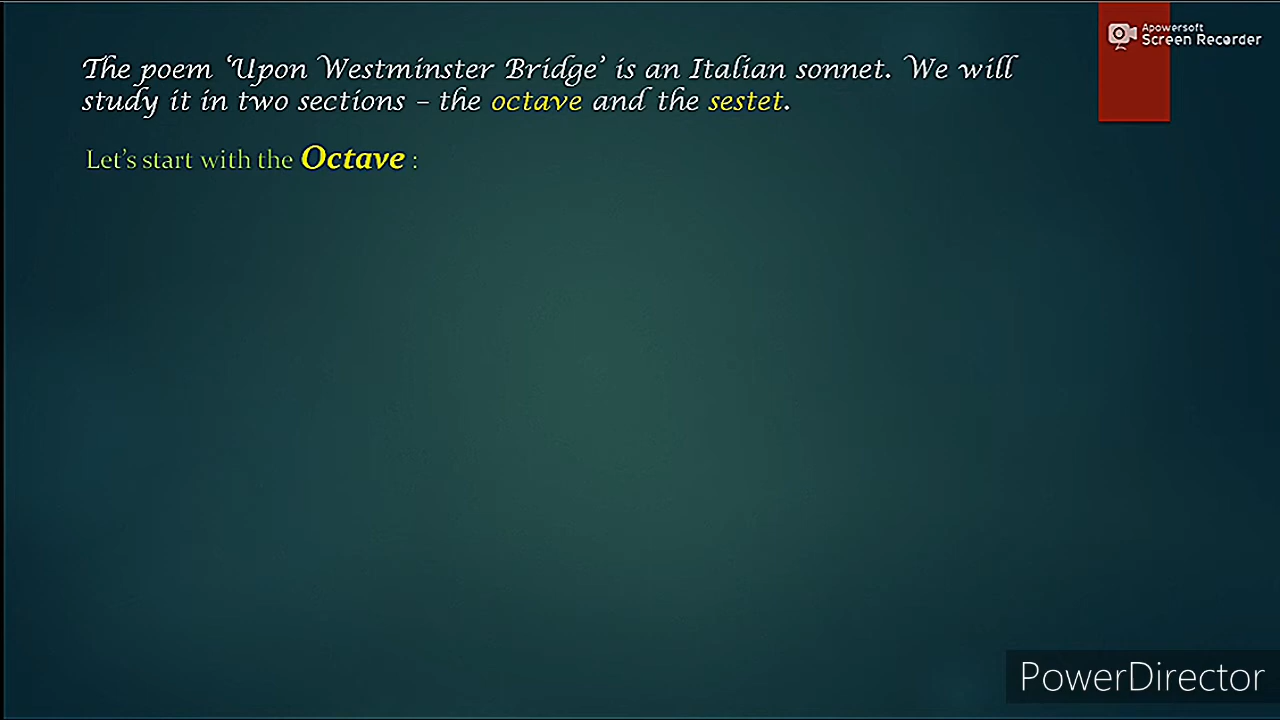 Apowersoft
Screen Recorder
The poem ‘Upon Westminster Bridge’ is an Italian sonnet. We will
study it in two sections – the octave and the sestet.
Let’s start with the Octave :
PowerDirector